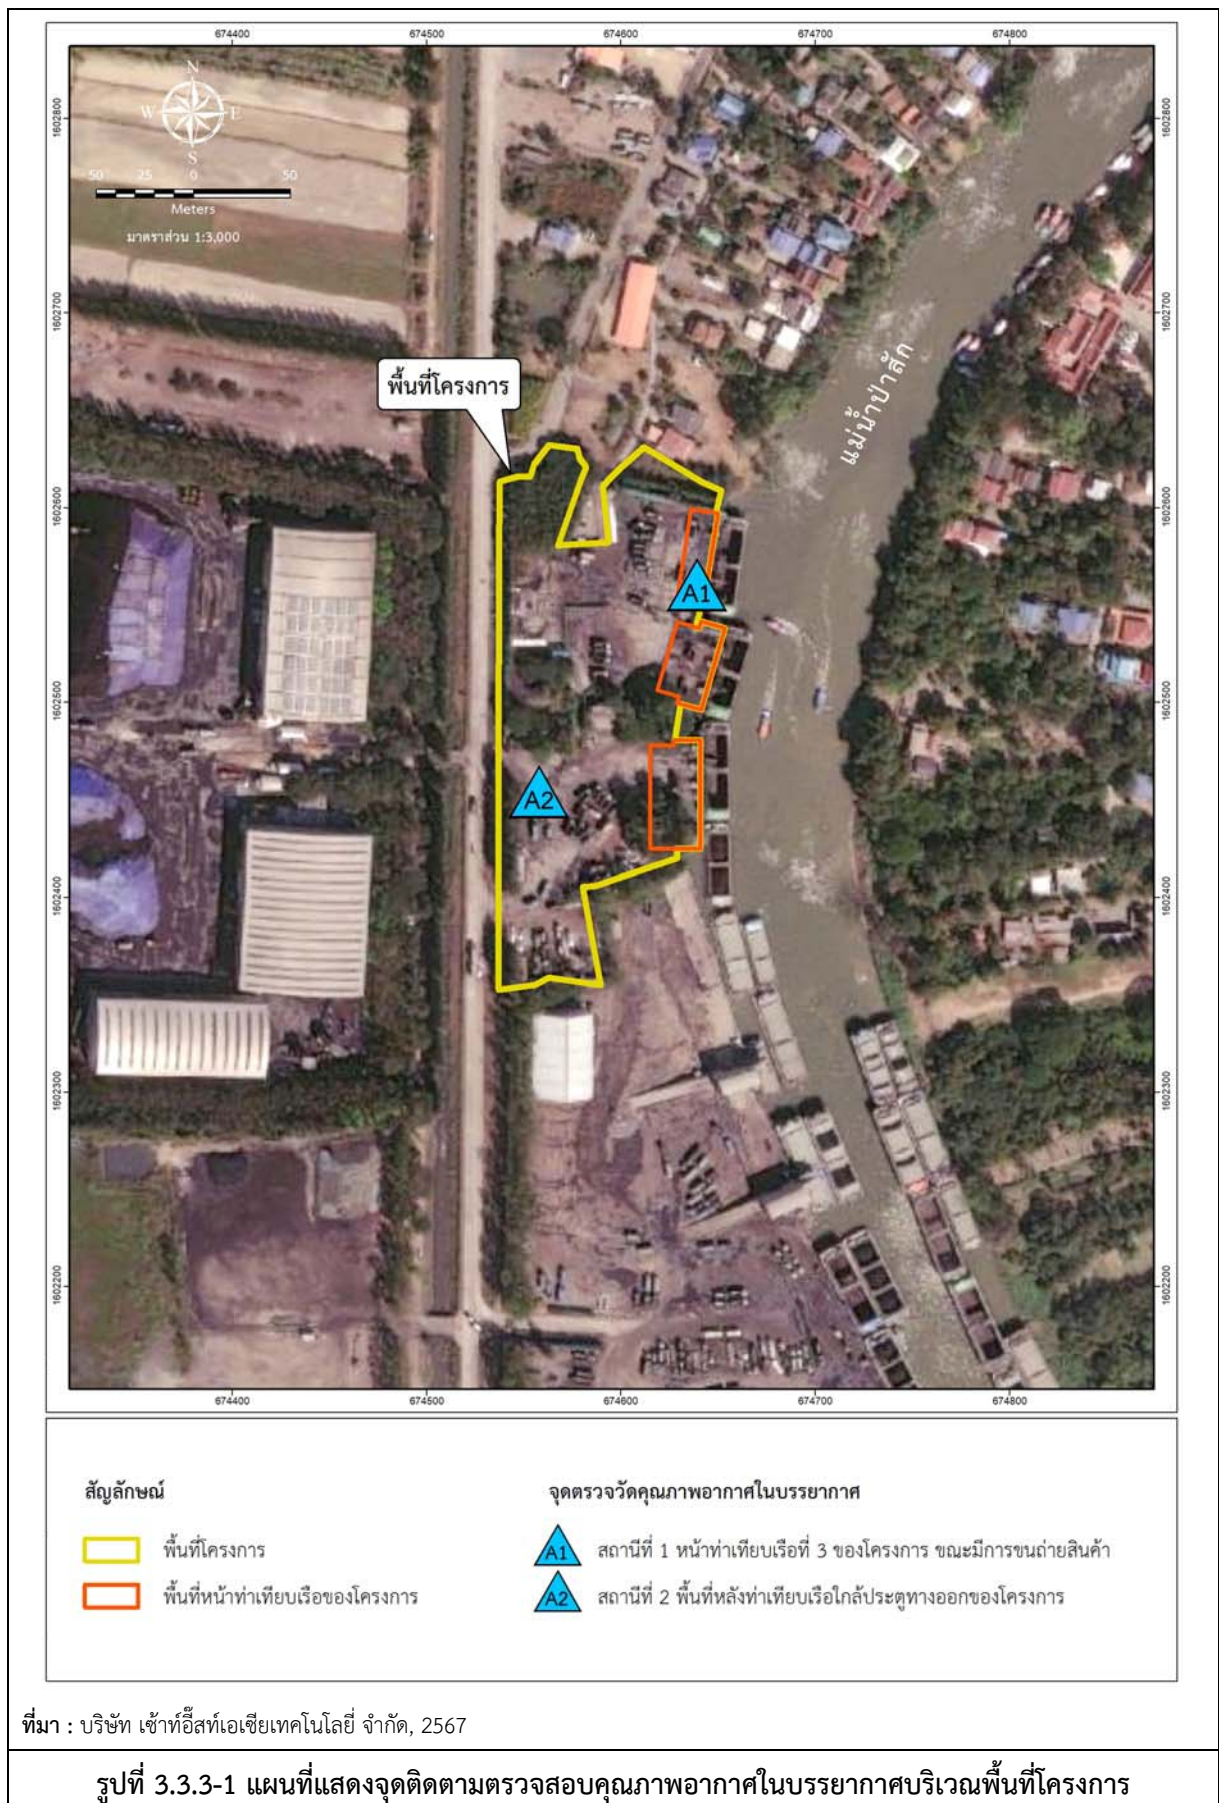 674400 674500 674600 674700 674800
N
W E
S
50 25 0 50
Meters
มาตราส่วน 1:3,000
1602800 1602800
1602700 1602700
พื้นที่โครงการ
แม่น้ำป่าสัก
1602600 1602600
A1
1602500 1602500
A2
1602400 1602400
1602300 1602300
1602200 1602200
674400 674500 674600 674700 674800
สัญลักษณ์
พื้นที่โครงการ
พื้นที่หน้าท่าเทียบเรือของโครงการ
จุดตรวจวัดคุณภาพอากาศในบรรยากาศ
A1 สถานีที่ 1 หน้าท่าเทียบเรือที่ 3 ของโครงการ ขณะมีการขนถ่ายสินค้า
A2 สถานีที่ 2 พื้นที่หลังท่าเทียบเรือใกล้ประตูทางออกของโครงการ
ที่มา : บริษัท เซ้าท์อี๊สท์เอเซียเทคโนโลยี่ จำกัด, 2567
รูปที่ 3.3.3-1 แผนที่แสดงจุดติดตามตรวจสอบคุณภาพอากาศในบรรยากาศบริเวณพื้นที่โครงการ